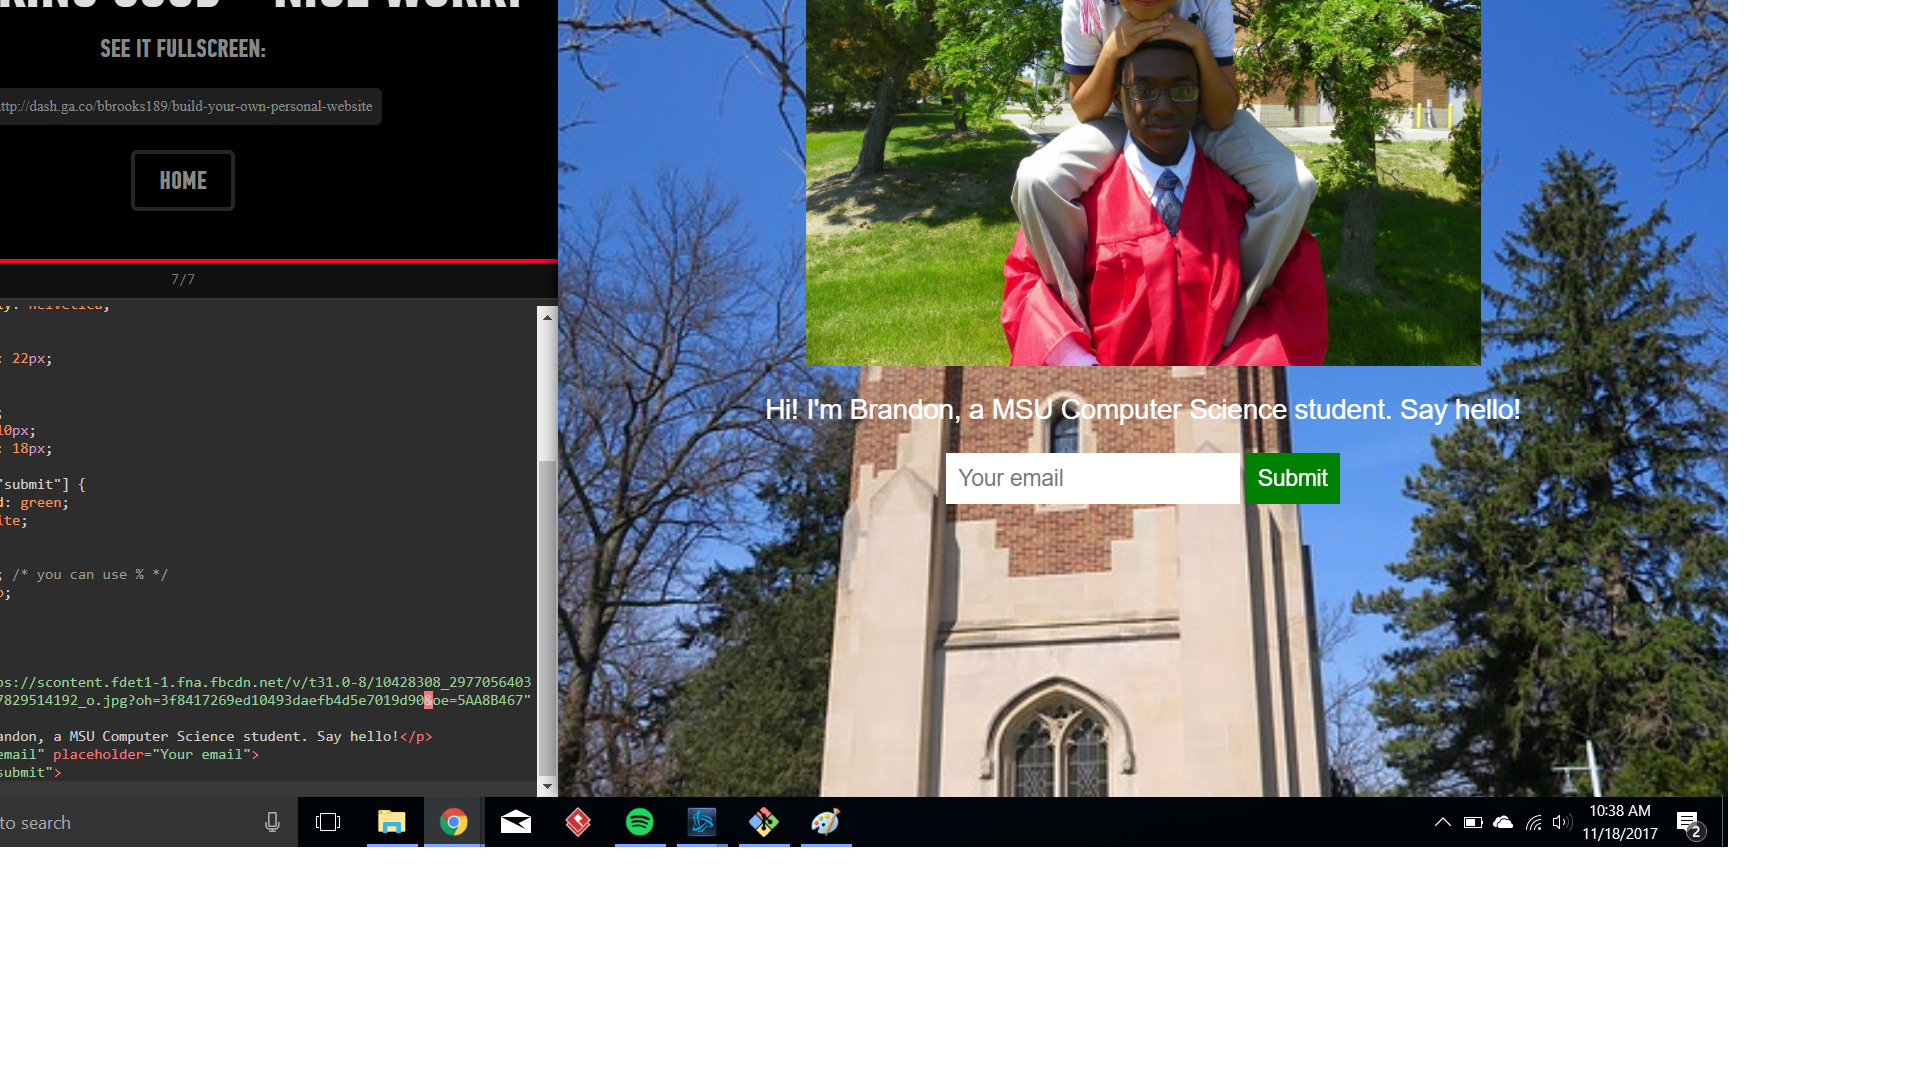 SEE IT FULLSCREEN:
ttp://dash.ga.co/bbrooks189/build-your-own-personal-website
HOME
7/7
y: Helvetica;
: 22px;
;
10px;
: 18px;
"submit"] {
d: green;
ite;
; /* you can use % */
o;
ps://scontent.fdet1-1.fna.fbcdn.net/v/t31.0-8/10428308_2977056403
7829514192_o.jpg?oh=3f8417269ed10493daefb4d5e7019d90&oe=5AA8B467"
andon, a MSU Computer Science student. Say hello!</p>
email" placeholder="Your email">
submit">
Hi! I'm Brandon, a MSU Computer Science student. Say hello!
Your email
Submit
to search
10:38 AM
11/18/2017
2